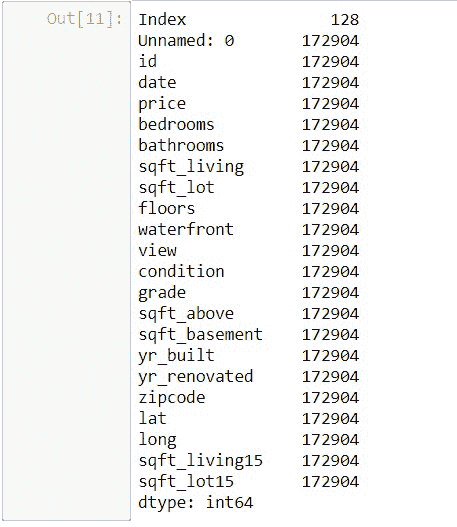 Out[11]: Index 128
Unnamed: 0 172904
id 172904
date 172904
price 172904
bedrooms 172904
bathrooms 172904
sqft_living 172904
sqft_lot 172904
floors 172904
waterfront 172904
view 172904
condition 172904
grade 172904
sqft_above 172904
sqft_basement 172904
yr_built 172904
yr_renovated 172904
zipcode 172904
lat 172904
long 172904
sqft_living15 172904
sqft_lot15 172904
dtype: int64